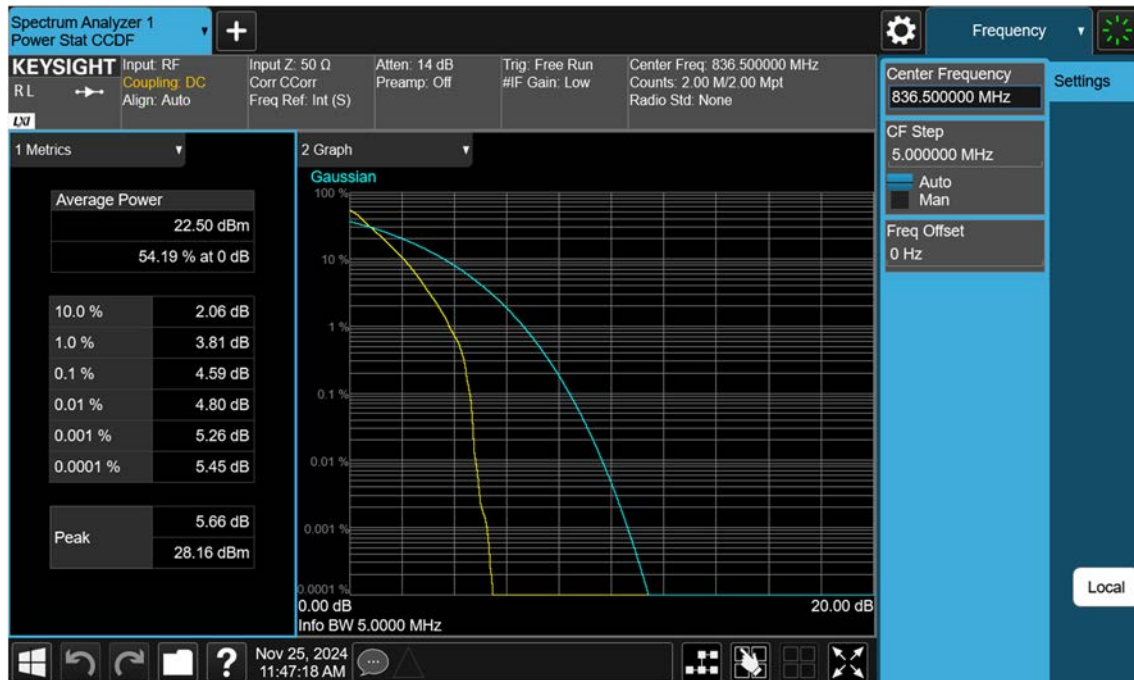 Spectrum Analyzer 1
Power Stat CCDF
+
Frequency
KEYSIGHT
R L
LXI
Input: RF
Coupling: DC
Align: Auto
Input Z: 50 Ω
Corr CCorr
Freq Ref: Int (S)
Atten: 14 dB
Preamp: Off
Trig: Free Run
#IF Gain: Low
Center Freq: 836.500000 MHz
Counts: 2.00 M/2.00 Mpt
Radio Std: None
Center Frequency
836.500000 MHz
Settings
CF Step
5.000000 MHz
Auto
Man
Freq Offset
0 Hz
Local
1 Metrics
Average Power
22.50 dBm
54.19 % at 0 dB
10.0 % 2.06 dB
1.0 % 3.81 dB
0.1 % 4.59 dB
0.01 % 4.80 dB
0.001 % 5.26 dB
0.0001 % 5.45 dB
Peak
5.66 dB
28.16 dBm
2 Graph
Gaussian
100 %
10 %
1 %
0.1 %
0.01 %
0.001 %
0.0001 %
0.00 dB 20.00 dB
Info BW 5.0000 MHz
?
Nov 25, 2024
11:47:18 AM